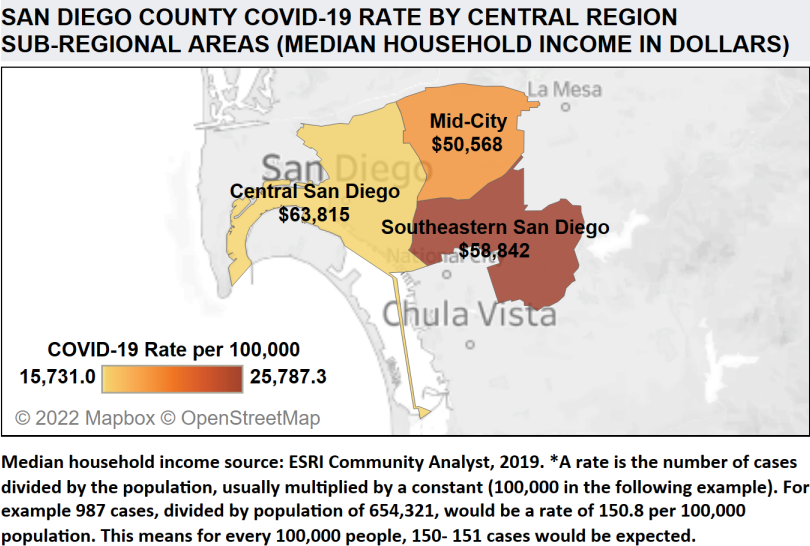 SAN DIEGO COUNTY COVID-19 RATE BY CENTRAL REGION
SUB-REGIONAL AREAS (MEDIAN HOUSEHOLD INCOME IN DOLLARS)
La Mesa
Mid-City
$50,568
San Diego
Central San Diego
$63,815
Southeastern San Diego
$58,842
National City
Chula Vista
COVID-19 Rate per 100,000
15,731.0 25,787.3
© 2022 Mapbox © OpenStreetMap
Median household income source: ESRI Community Analyst, 2019. *A rate is the number of cases
divided by the population, usually multiplied by a constant (100,000 in the following example). For
example 987 cases, divided by population of 654,321, would be a rate of 150.8 per 100,000
population. This means for every 100,000 people, 150- 151 cases would be expected.